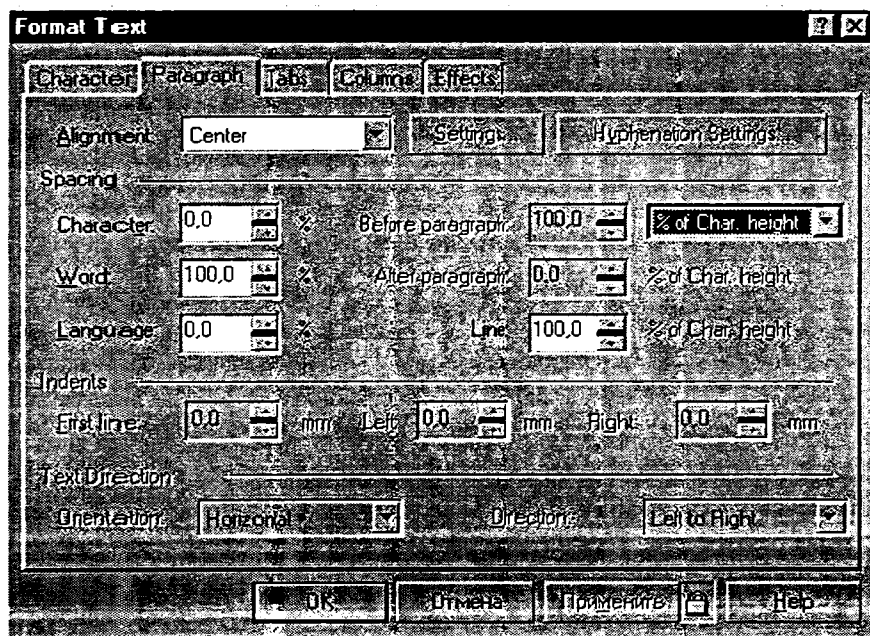 Format Text
Character Paragraph Tabs Columns Effects
Alignment: Center Settings... Hyphenation Settings...
Spacing
Character: 0,0 % Before paragraph: 100,0 % of Char. height
Word: 100,0 % After paragraph: 0,0 % of Char. height
Language: 0,0 % Line: 100,0 % of Char. height
Indents
First line: 0,0 mm Left: 0,0 mm Right: 0,0 mm
Text Direction:
Orientation: Horizontal Direction: Left to Right
OK Отмена Применить Help